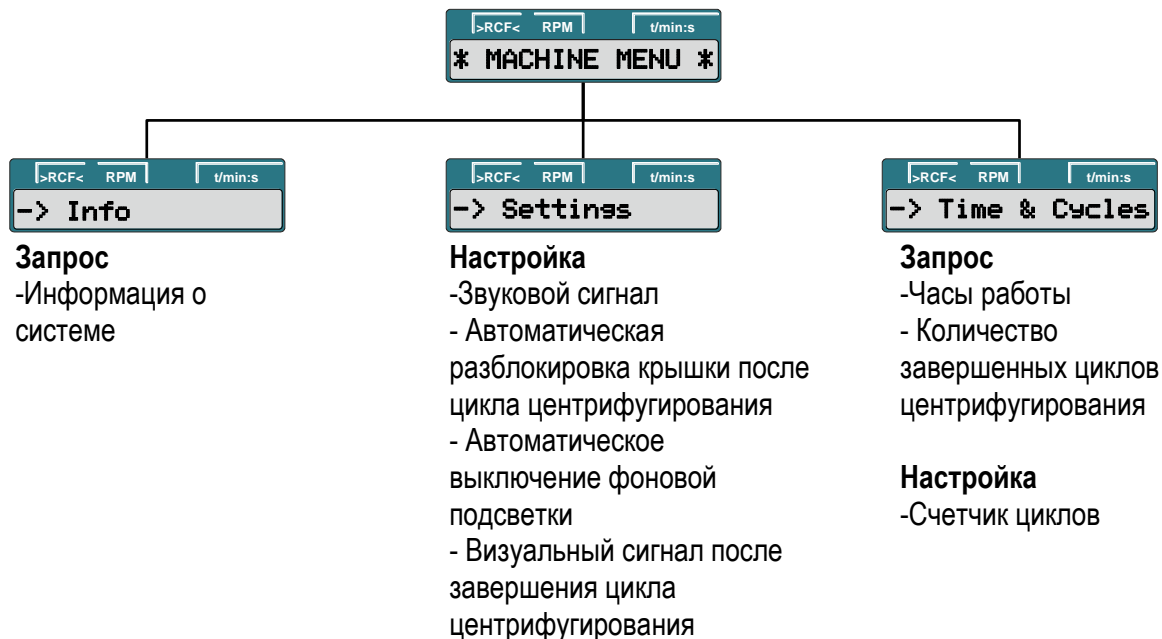 >RCF< RPM t/min:s
* MACHINE MENU *
>RCF< RPM t/min:s
-> Info
Запрос
-Информация о
системе
>RCF< RPM t/min:s
-> Settings
Настройка
-Звуковой сигнал
- Автоматическая
разблокировка крышки после
цикла центрифугирования
- Автоматическое
выключение фоновой
подсветки
- Визуальный сигнал после
завершения цикла
центрифугирования
>RCF< RPM t/min:s
-> Time & Cycles
Запрос
-Часы работы
- Количество
завершенных циклов
центрифугирования
Настройка
-Счетчик циклов